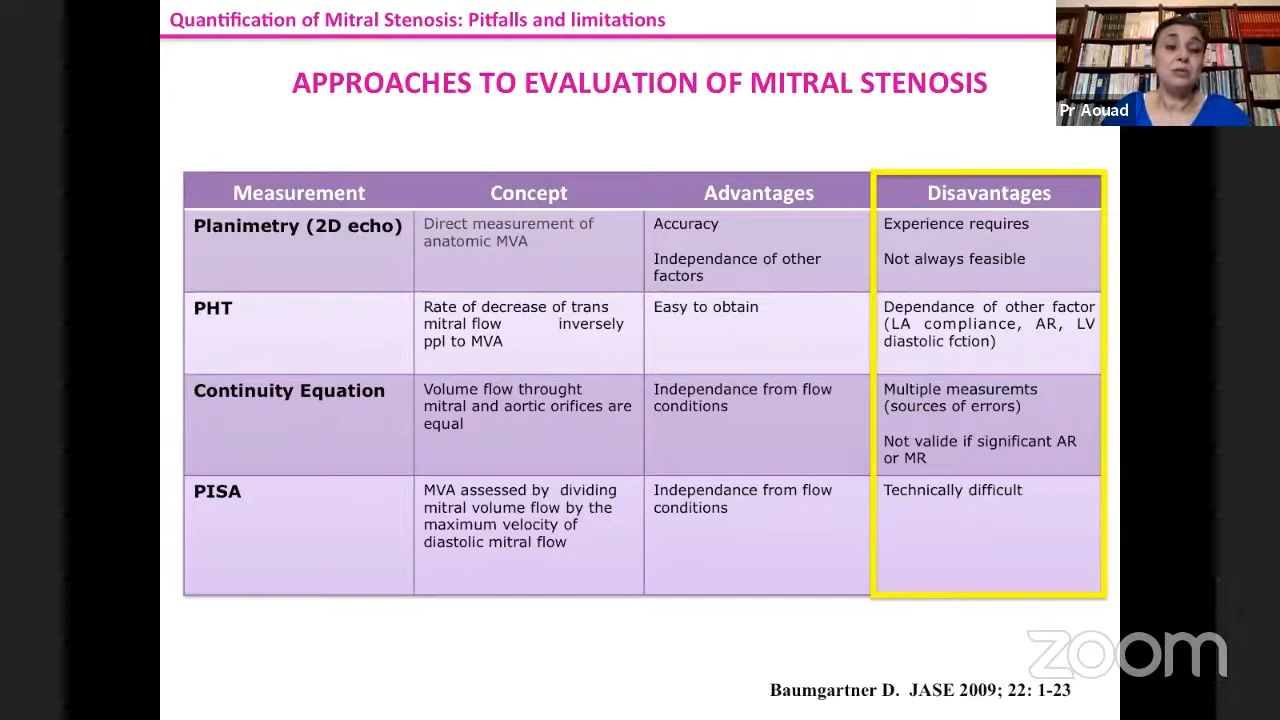 Quantification of Mitral Stenosis: Pitfalls and limitations
Pr Aouad
APPROACHES TO EVALUATION OF MITRAL STENOSIS
Measurement
Concept
Advantages
Disavantages
Planimetry (2D echo)
Direct measurement of
anatomic MVA
Accuracy
Independance of other
factors
Experience requires
Not always feasible
PHT
Rate of decrease of trans
mitral flow inversely
ppl to MVA
Easy to obtain
Dependance of other factor
(LA compliance, AR, LV
diastolic fction)
Continuity Equation
Volume flow throught
mitral and aortic orifices are
equal
Independance from flow
conditions
Multiple measuremts
(sources of errors)
Not valide if significant AR
or MR
PISA
MVA assessed by dividing
mitral volume flow by the
maximum velocity of
diastolic mitral flow
Independance from flow
conditions
Technically difficult
zoom
Baumgartner D. JASE 2009; 22: 1-23